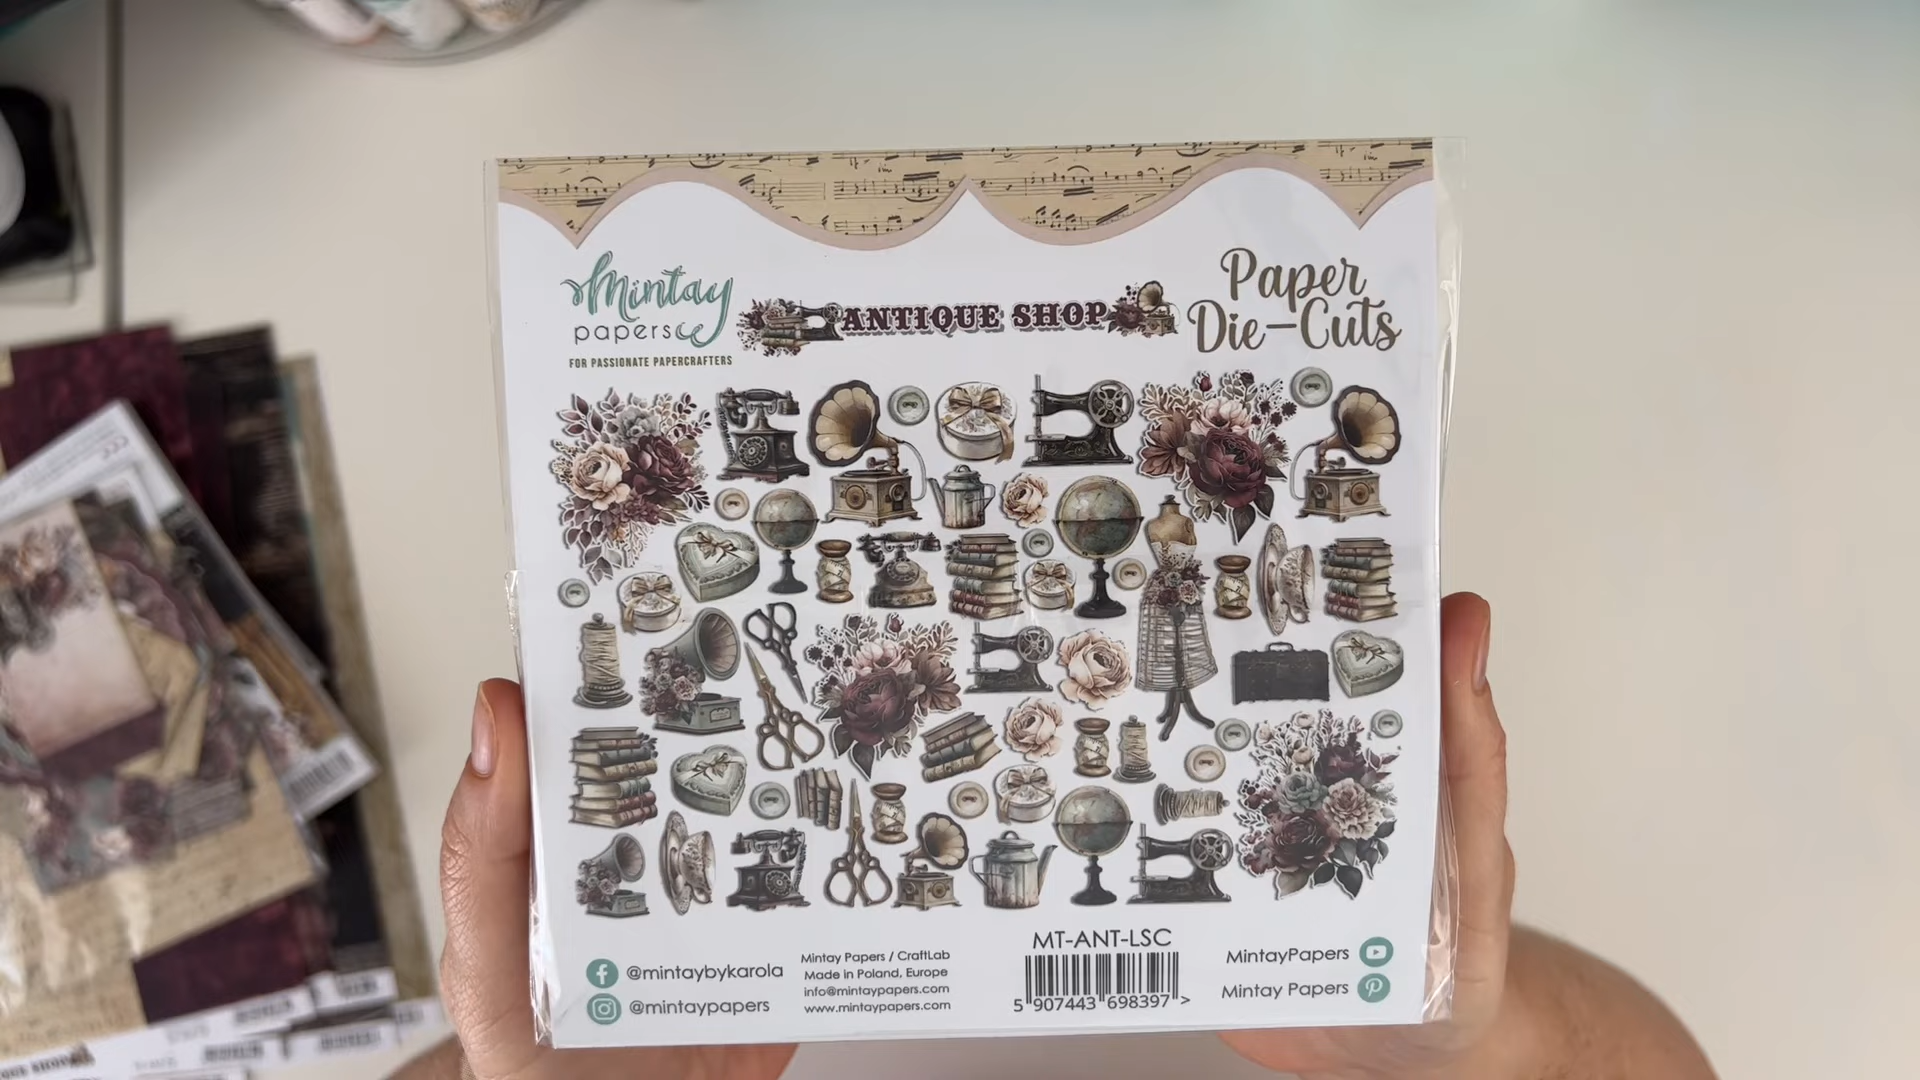 Mintay
papers
FOR PASSIONATE PAPERCRAFTERS
ANTIQUE SHOP
Paper
Die-Cuts
@mintaybykarola
@mintaypapers
Mintay Papers / CraftLab
Made in Poland, Europe
info@mintaypapers.com
www.mintaypapers.com
MT-ANT-LSC
5 907443 698397 >
MintayPapers
Mintay Papers